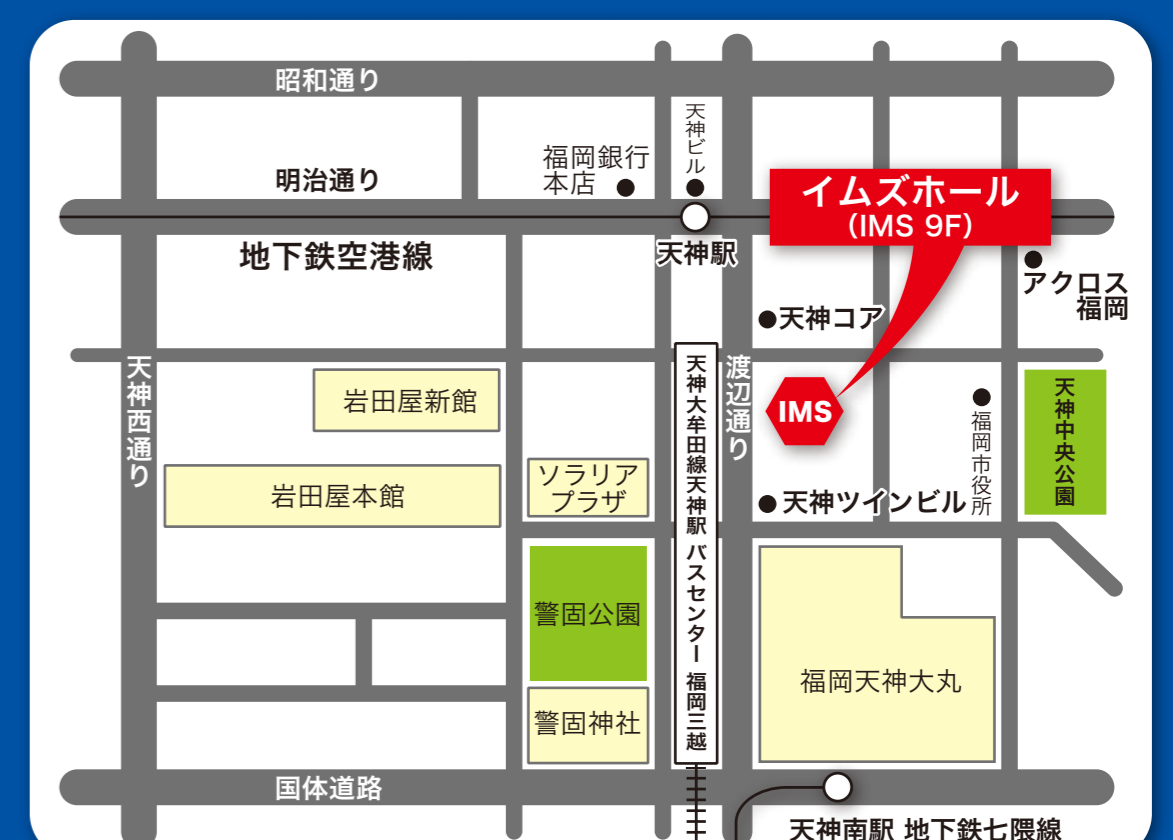 昭和通り
天神ビル
福岡銀行
本店
明治通り
イムズホール
(IMS 9F)
地下鉄空港線
天神駅
アクロス
福岡
天神コア
天神西通り
岩田屋新館
天神大牟田線天神駅 バスセンター 福岡三越
渡辺通り
IMS
福岡市役所
天神中央公園
岩田屋本館
ソラリア
プラザ
天神ツインビル
警固公園
福岡天神大丸
警固神社
国体道路
天神南駅 地下鉄七隈線